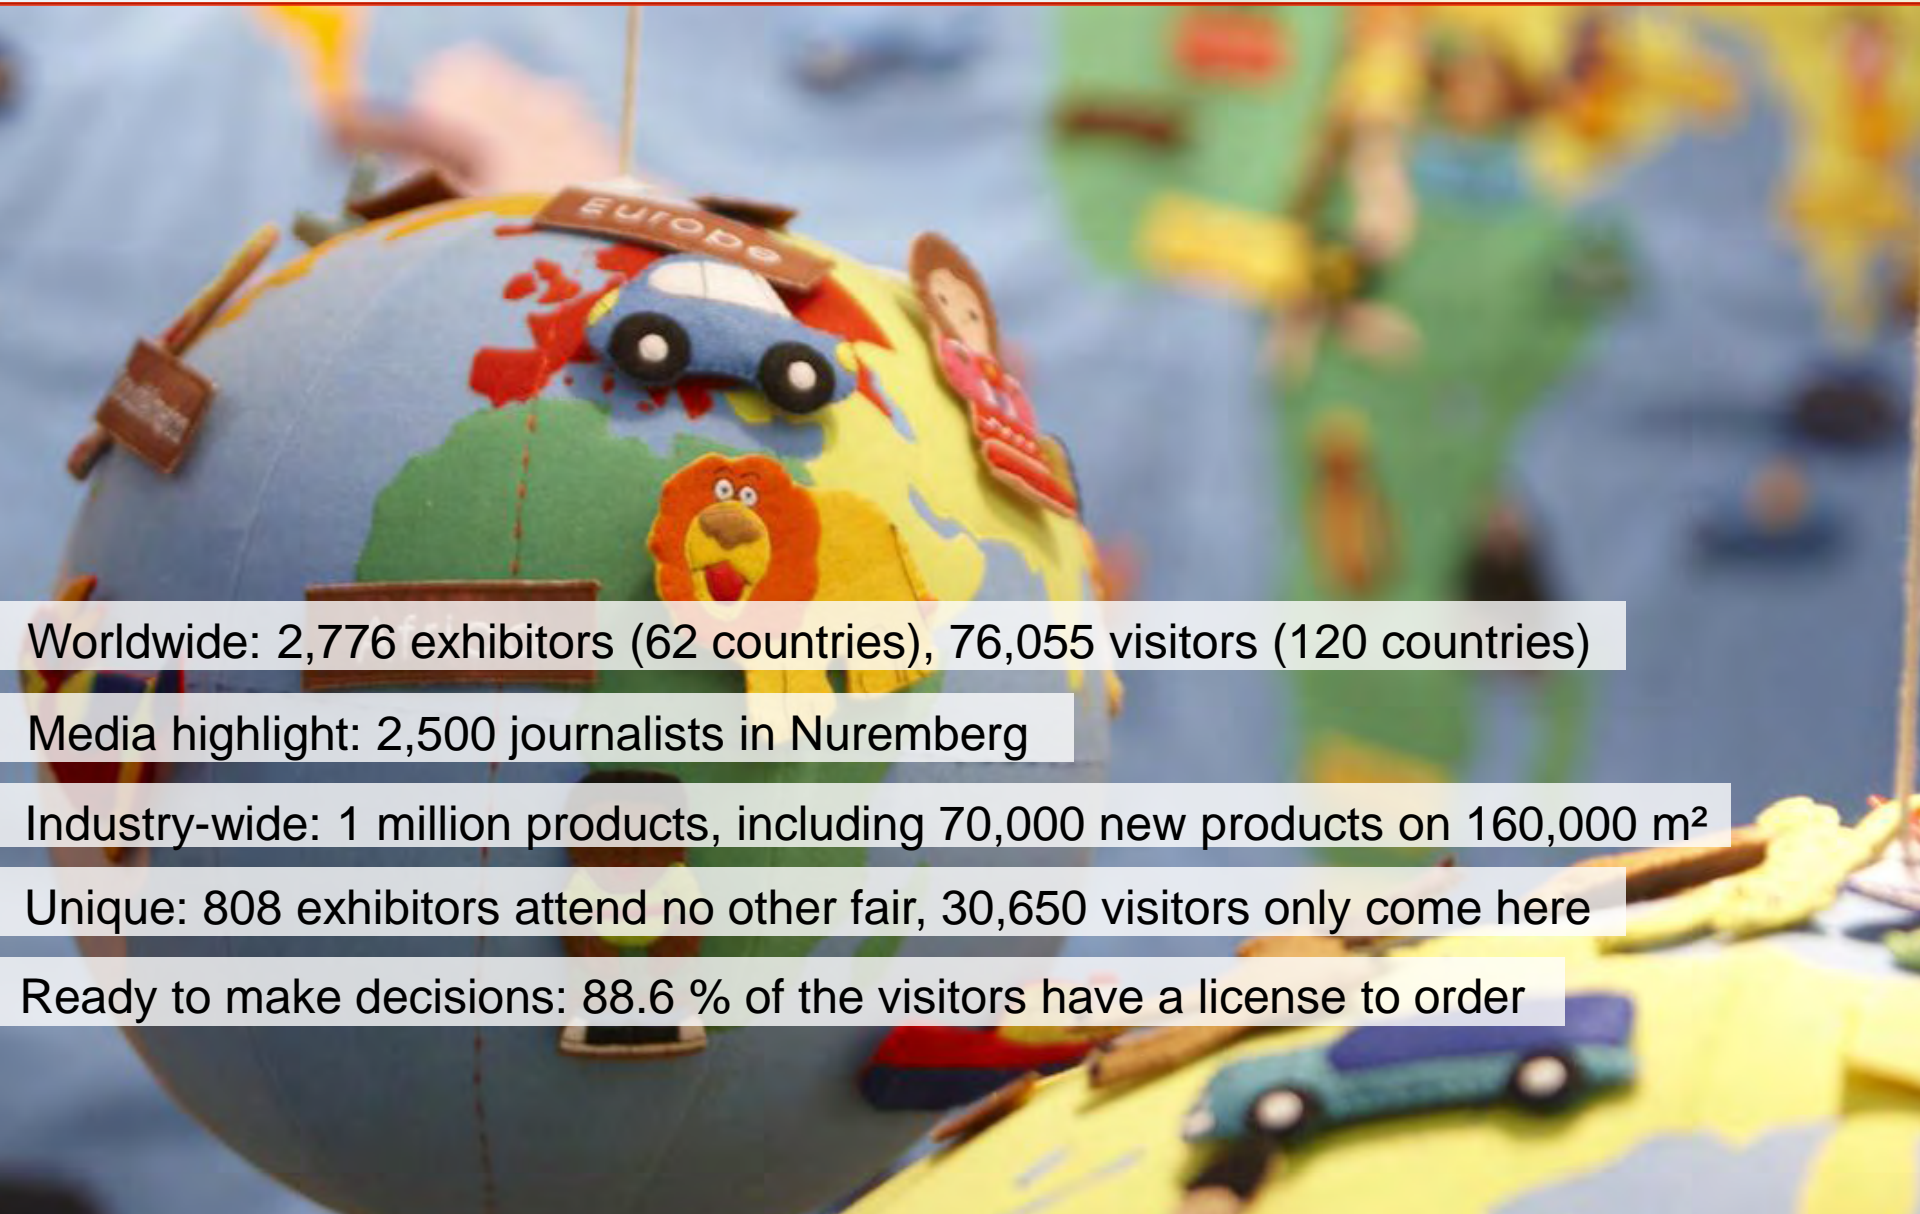 Europe
Africa
Worldwide: 2,776 exhibitors (62 countries), 76,055 visitors (120 countries)
Media highlight: 2,500 journalists in Nuremberg
Industry-wide: 1 million products, including 70,000 new products on 160,000 m²
Unique: 808 exhibitors attend no other fair, 30,650 visitors only come here
Ready to make decisions: 88.6 % of the visitors have a license to order